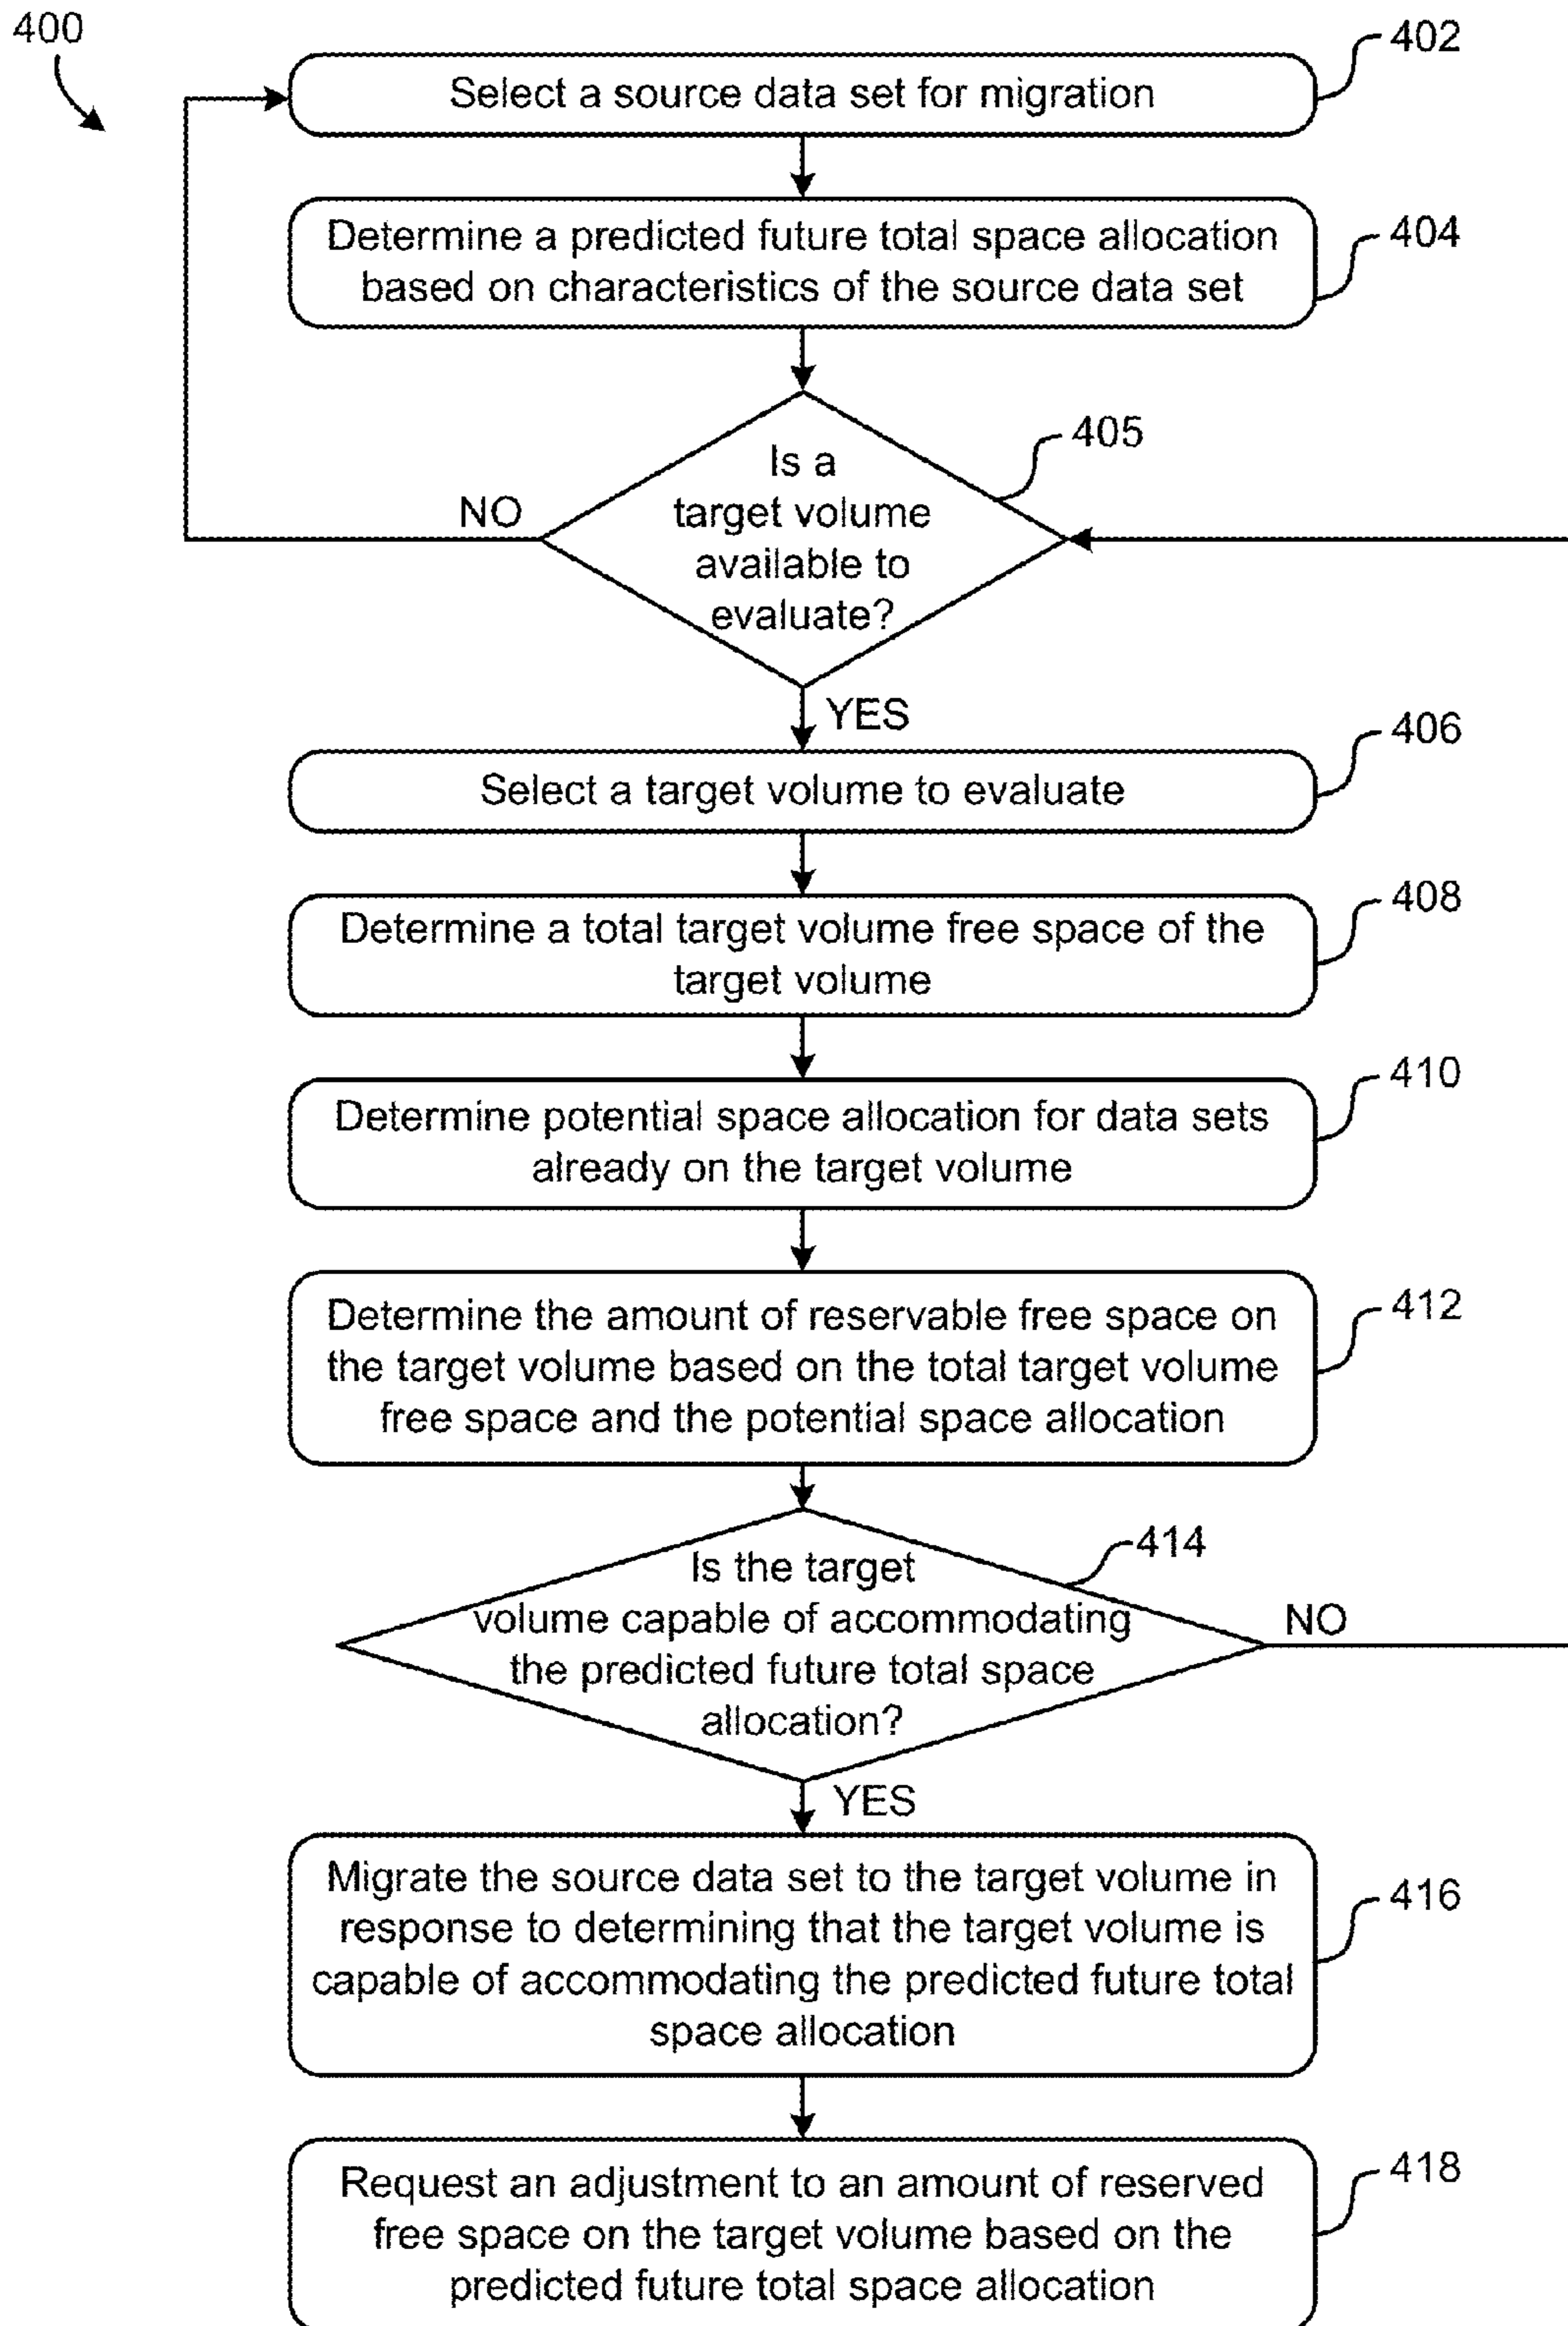 400
402
Select a source data set for migration
Determine a predicted future total space allocation
based on characteristics of the source data set
404
405
Is a
target volume
available to
evaluate?
NO
YES
406
Select a target volume to evaluate
408
Determine a total target volume free space of the
target volume
410
Determine potential space allocation for data sets
already on the target volume
Determine the amount of reservable free space on
the target volume based on the total target volume
free space and the potential space allocation
412
414
Is the target
volume capable of accommodating
the predicted future total space
allocation?
NO
YES
Migrate the source data set to the target volume in
response to determining that the target volume is
capable of accommodating the predicted future total
space allocation
416
418
Request an adjustment to an amount of reserved
free space on the target volume based on the
predicted future total space allocation